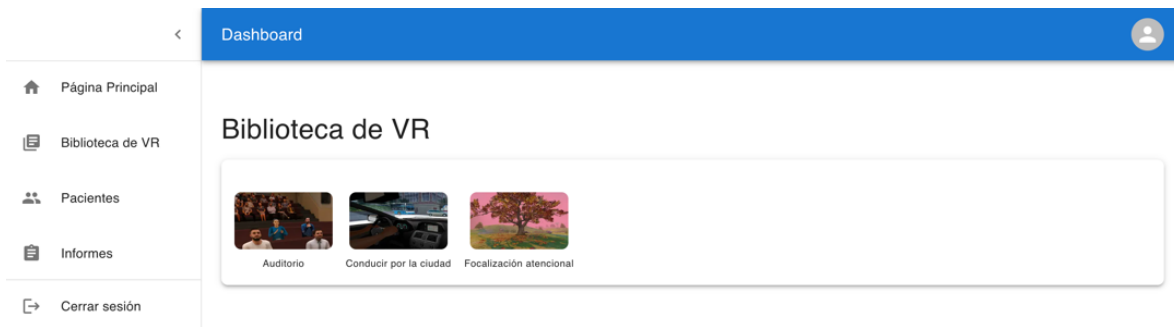 Dashboard
Página Principal
Biblioteca de VR
Pacientes
Informes
Cerrar sesión
Biblioteca de VR
Auditorio
Conducir por la ciudad
Focalización atencional